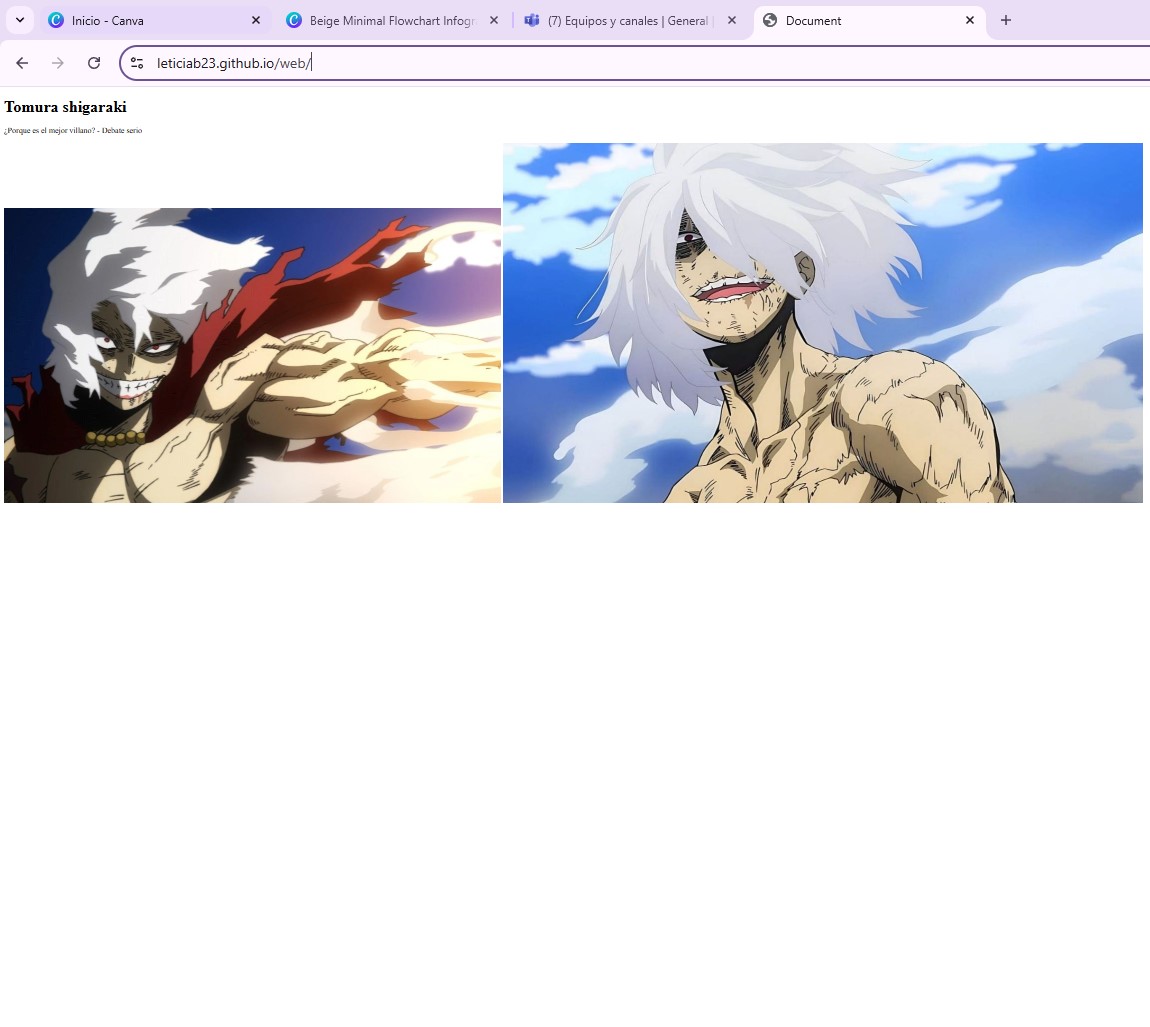 Inicio - Canva
Beige Minimal Flowchart Infogr
(7) Equipos y canales | General |
Document
leticiab23.github.io/web/
Tomura shigaraki
¿Porque es el mejor villano? - Debate serio